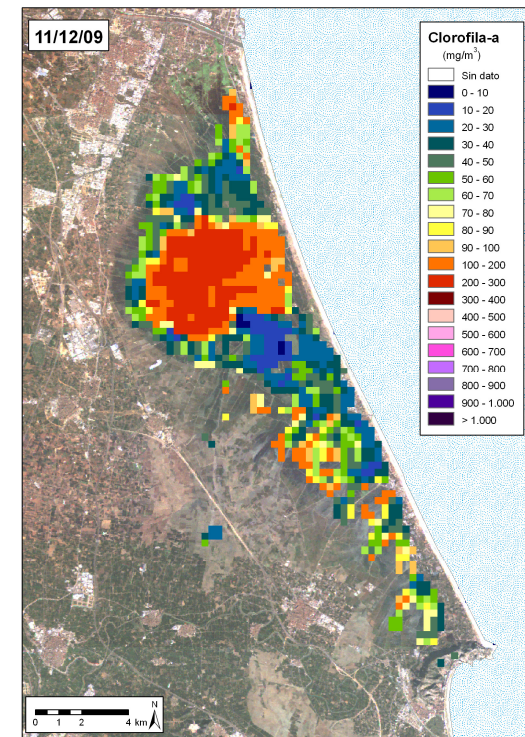 11/12/09
Clorofila-a
(mg/m³)
Sin dato
0 - 10
10 - 20
20 - 30
30 - 40
40 - 50
50 - 60
60 - 70
70 - 80
80 - 90
90 - 100
100 - 200
200 - 300
300 - 400
400 - 500
500 - 600
600 - 700
700 - 800
800 - 900
900 - 1.000
> 1.000
N
0 1 2 4 km